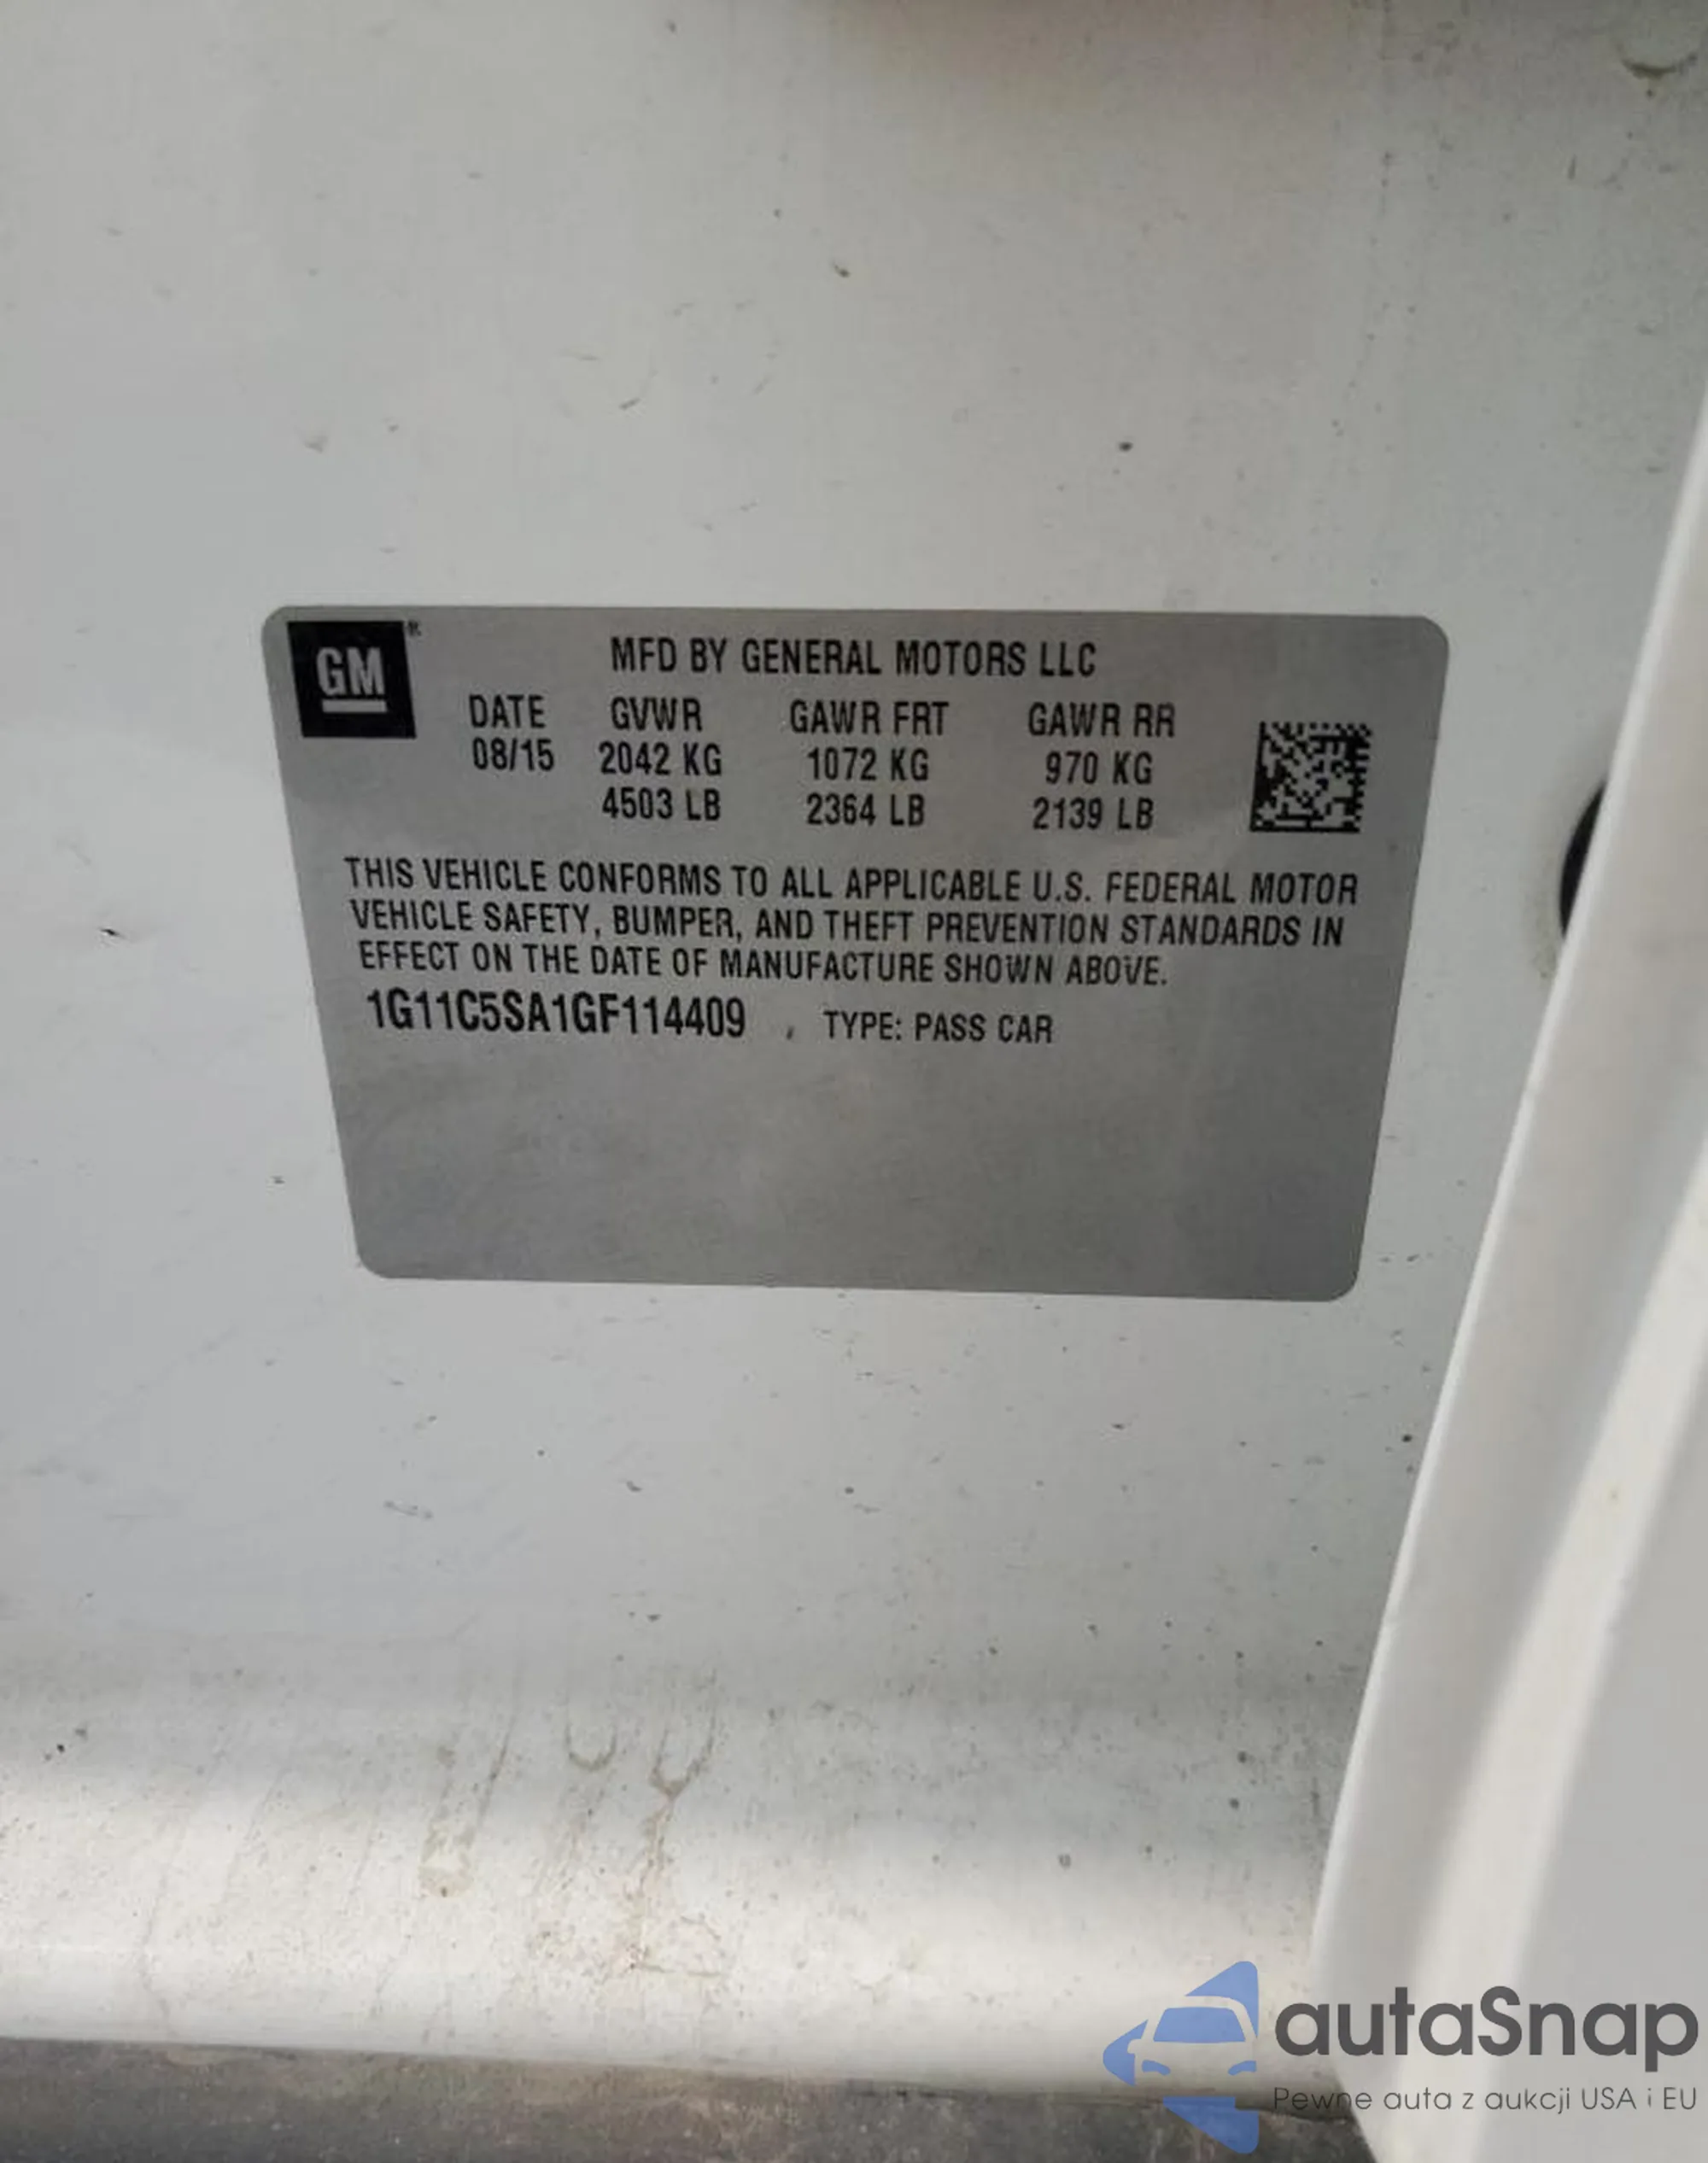 GM®
MFD BY GENERAL MOTORS LLC
DATE GVWR GAWR FRT GAWR RR
08/15 2042 KG 1072 KG 970 KG
4503 LB 2364 LB 2139 LB
THIS VEHICLE CONFORMS TO ALL APPLICABLE U.S. FEDERAL MOTOR
VEHICLE SAFETY, BUMPER, AND THEFT PREVENTION STANDARDS IN
EFFECT ON THE DATE OF MANUFACTURE SHOWN ABOVE.
1G11C5SA1GF114409 , TYPE: PASS CAR
autaSnap
Pewne auta z aukcji USA i EU